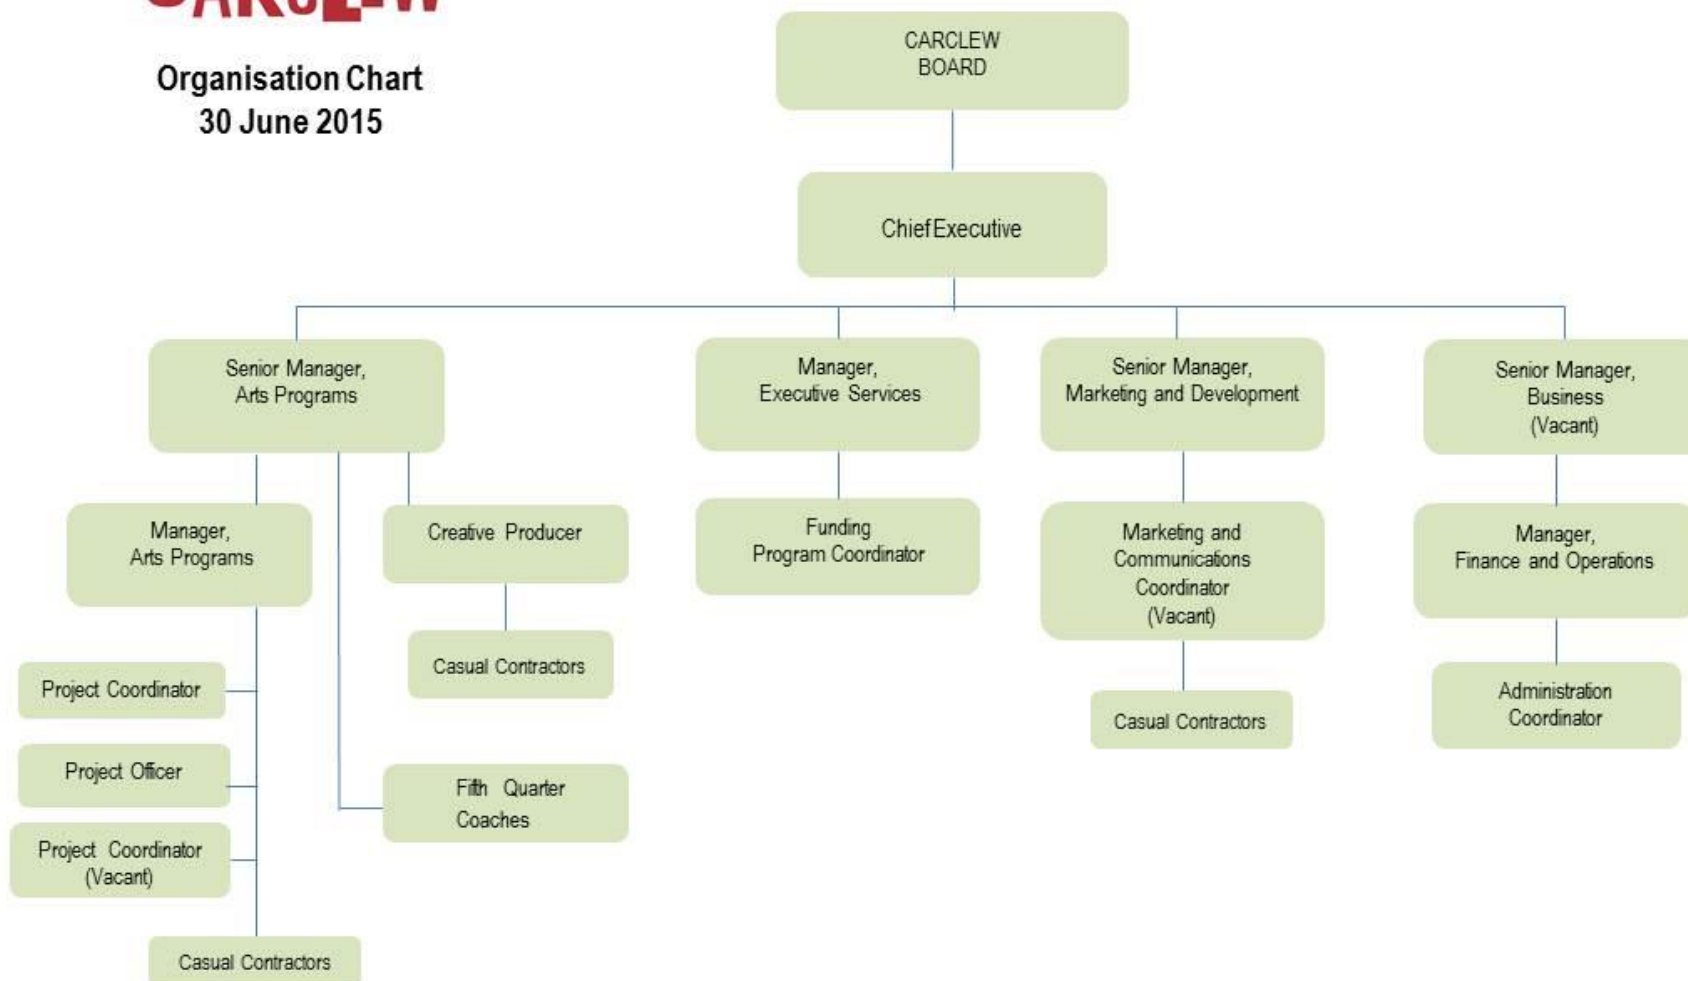 CARCLEW
Organisation Chart
30 June 2015
CARCLEW
BOARD
Chief Executive
Senior Manager,
Arts Programs
Manager,
Executive Services
Senior Manager,
Marketing and Development
Senior Manager,
Business
(Vacant)
Manager,
Arts Programs
Creative Producer
Funding
Program Coordinator
Marketing and
Communications
Coordinator
(Vacant)
Manager,
Finance and Operations
Casual Contractors
Project Coordinator
Casual Contractors
Administration
Coordinator
Project Officer
Fifth Quarter
Coaches
Project Coordinator
(Vacant)
Casual Contractors